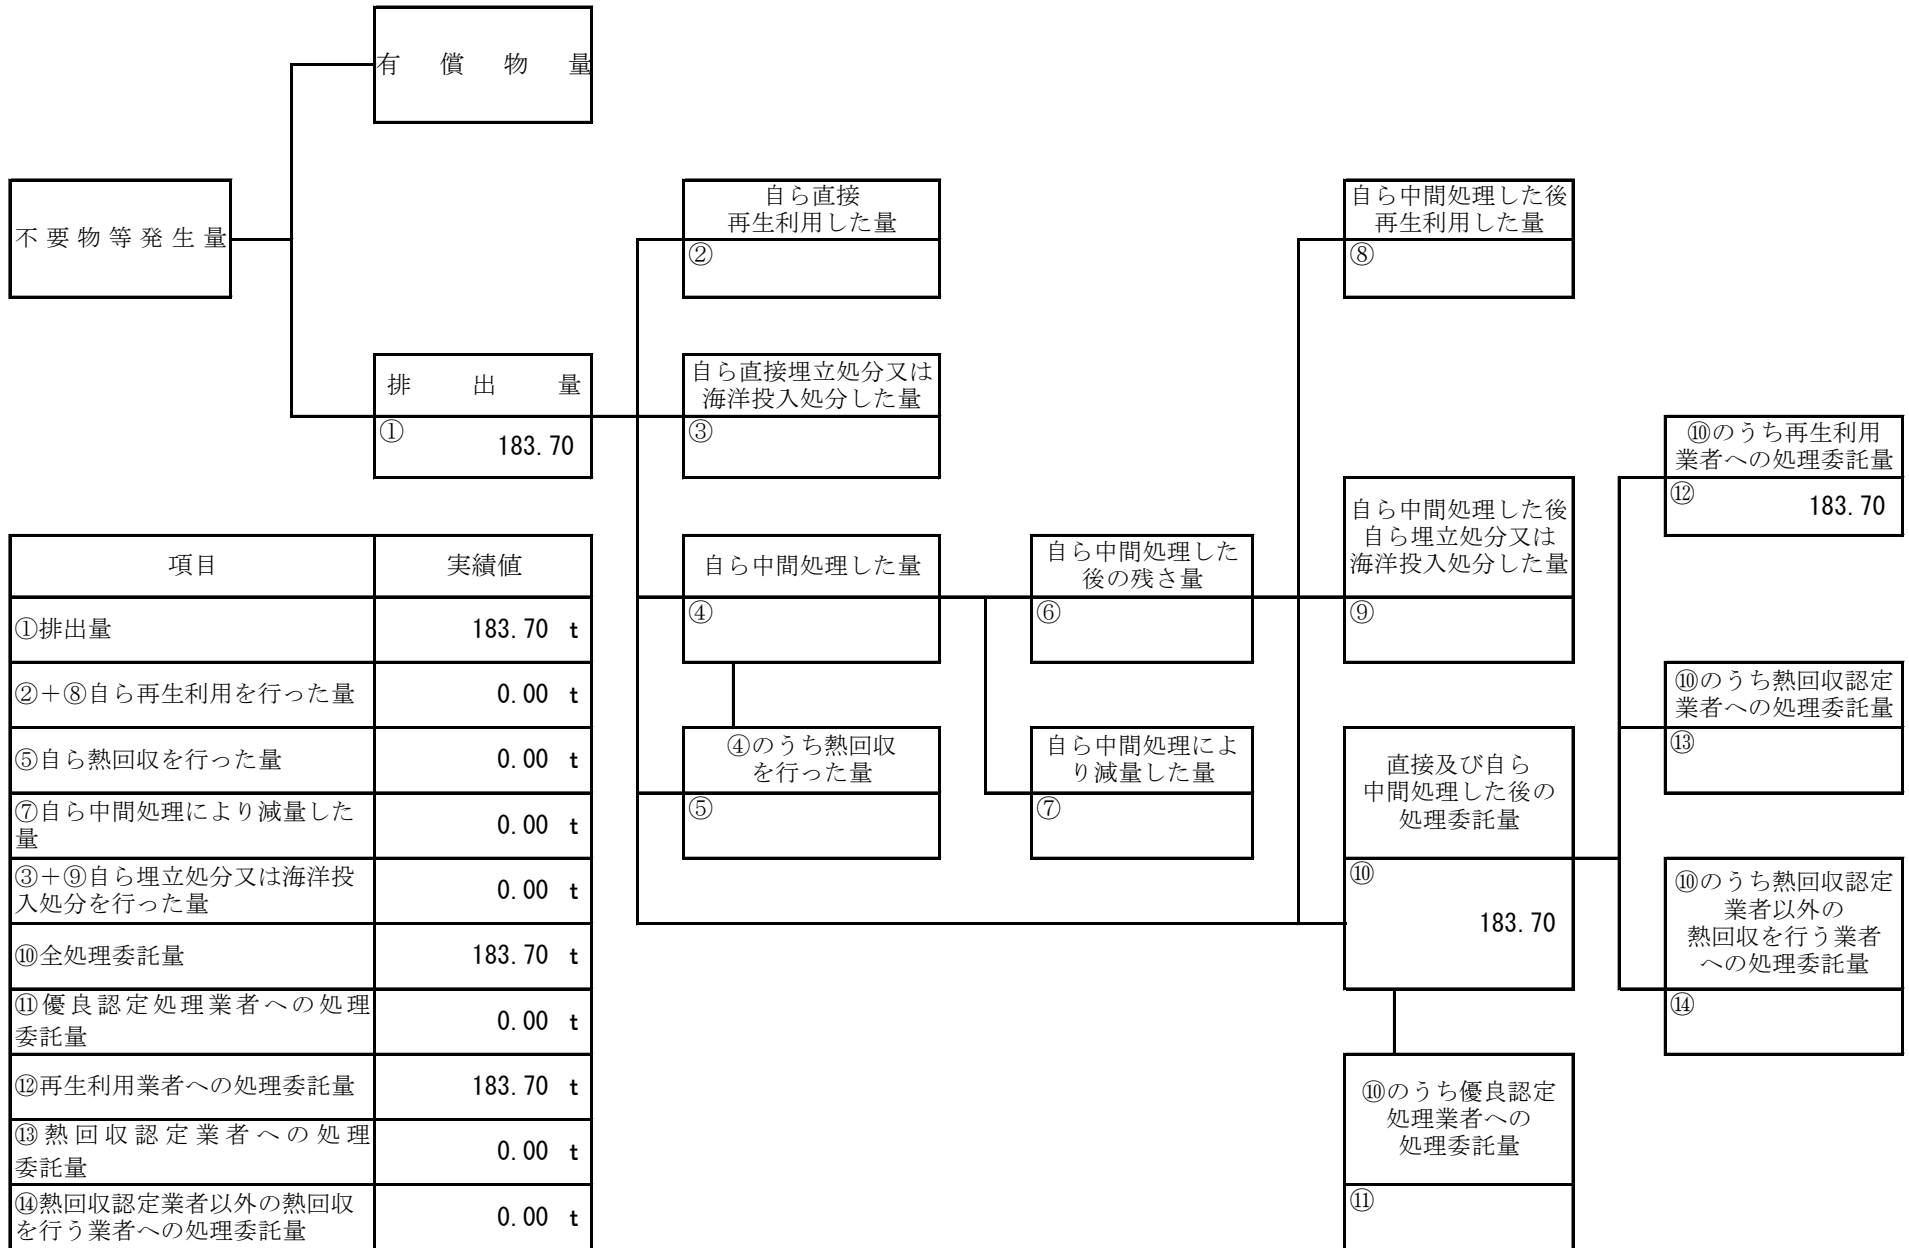 有償物量
不要物等発生量
自ら直接
再生利用した量
②
自ら中間処理した後
再生利用した量
⑧
排出量
①
183.70
自ら直接埋立処分又は
海洋投入処分した量
③
⑩のうち再生利用
業者への処理委託量
⑫
183.70
自ら中間処理した量
④
自ら中間処理した
後の残さ量
⑥
自ら中間処理した後
自ら埋立処分又は
海洋投入処分した量
⑨
⑩のうち熱回収認定
業者への処理委託量
⑬
④のうち熱回収
を行った量
⑤
自ら中間処理によ
り減量した量
⑦
直接及び自ら
中間処理した後の
処理委託量
⑩
183.70
⑩のうち熱回収認定
業者以外の
熱回収を行う業者
への処理委託量
⑭
⑩のうち優良認定
処理業者への
処理委託量
⑪
項目 実績値
①排出量 183.70 t
②＋⑧自ら再生利用を行った量 0.00 t
⑤自ら熱回収を行った量 0.00 t
⑦自ら中間処理により減量した
量 0.00 t
③＋⑨自ら埋立処分又は海洋投
入処分を行った量 0.00 t
⑩全処理委託量 183.70 t
⑪優良認定処理業者への処理
委託量 0.00 t
⑫再生利用業者への処理委託量 183.70 t
⑬熱回収認定業者への処理
委託量 0.00 t
⑭熱回収認定業者以外の熱回収
を行う業者への処理委託量 0.00 t